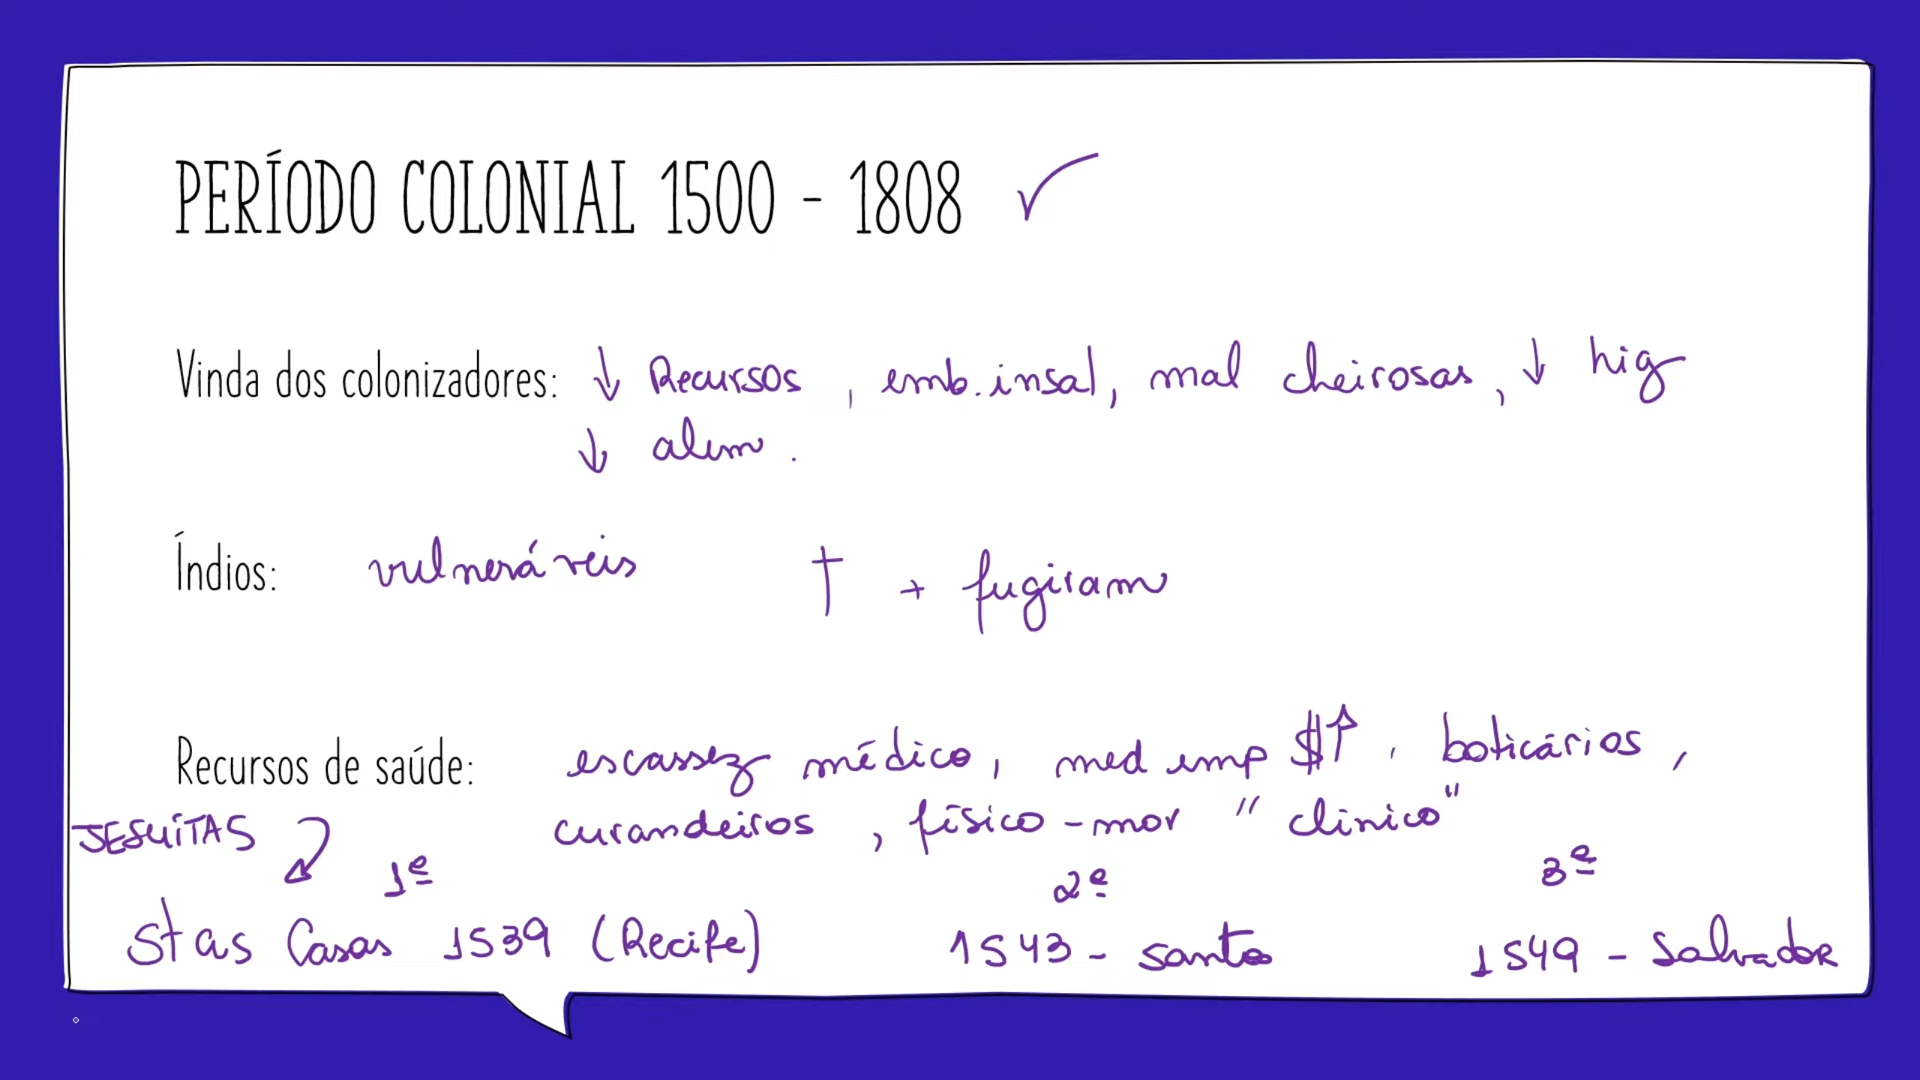 PERÍODO COLONIAL 1500 - 1808 ✓
Vinda dos colonizadores: ↓ Recursos, emb. insal, mal cheirosas, ↓ hig
↓ alim.
Índios: vulneráveis † + fugiram
Recursos de saúde: escassez médico, med imp $↑, boticários,
JESUÍTAS curandeiros, físico-mor "clinico"
1ª 2ª 3ª
Stas Casas 1539 (Recife) 1543 - santo 1549 - Salvador